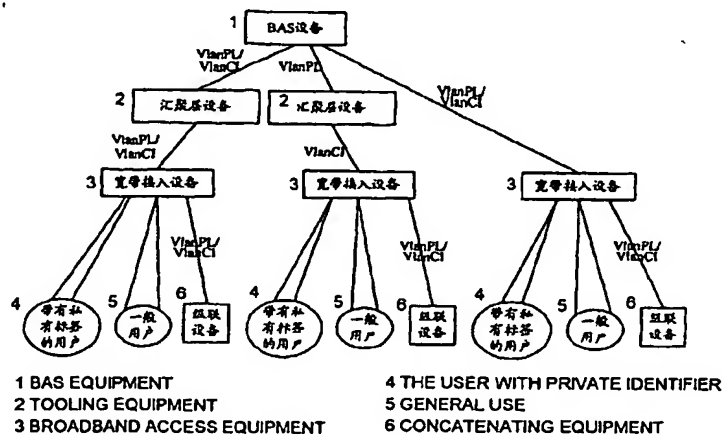 1 BAS设备
VlanPL/
VlanCI
VlanPL
VlanPL/
VlanCI
2 汇聚层设备
2 汇聚层设备
VlanPL/
VlanCI
VlanCI
3 宽带接入设备
3 宽带接入设备
3 宽带接入设备
VlanPL/
VlanCI
VlanPL/
VlanCI
VlanPL/
VlanCI
4 带有私
有标签
的用户
5 一般
用户
6 级联
设备
4 带有私
有标签
的用户
5 一般
用户
6 级联
设备
4 带有私
有标签
的用户
5 一般
用户
6 级联
设备
1 BAS EQUIPMENT
2 TOOLING EQUIPMENT
3 BROADBAND ACCESS EQUIPMENT
4 THE USER WITH PRIVATE IDENTIFIER
5 GENERAL USE
6 CONCATENATING EQUIPMENT